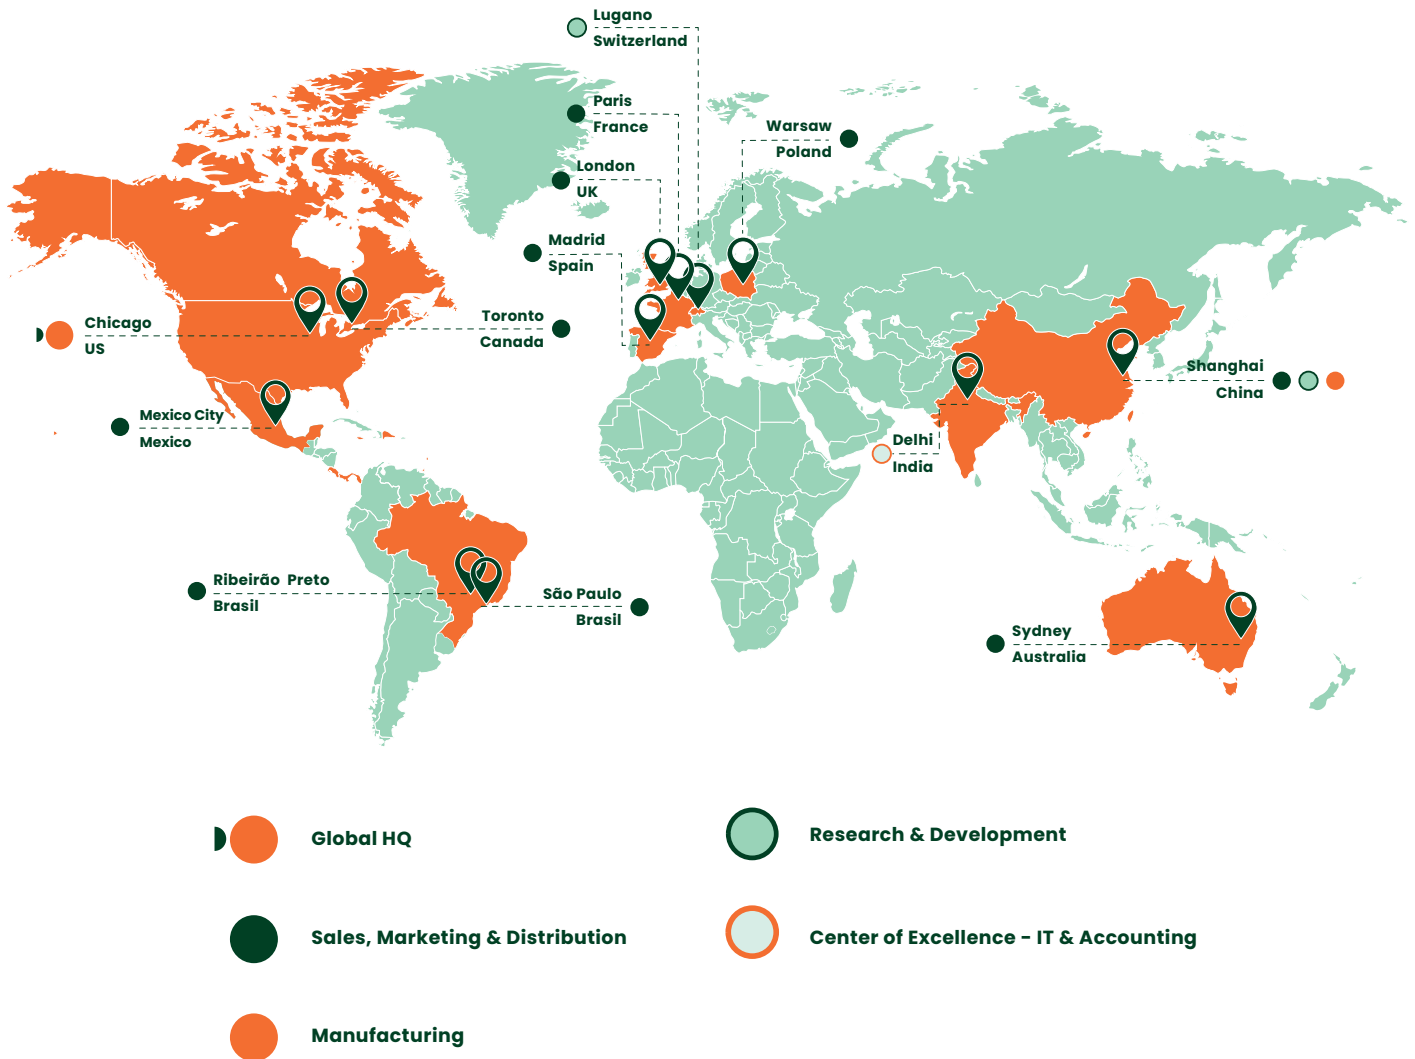 Lugano
Switzerland
Paris
France
Warsaw
Poland
London
UK
Madrid
Spain
Chicago
US
Toronto
Canada
Shanghai
China
Mexico City
Mexico
Delhi
India
Ribeirão Preto
Brasil
São Paulo
Brasil
Sydney
Australia
Global HQ
Research & Development
Sales, Marketing & Distribution
Center of Excellence - IT & Accounting
Manufacturing